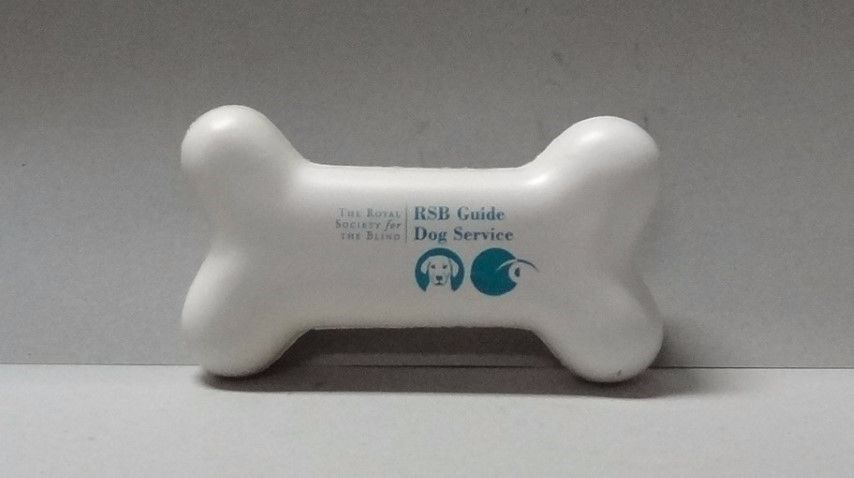 THE ROYAL
SOCIETY for
THE BLIND
RSB Guide
Dog Service